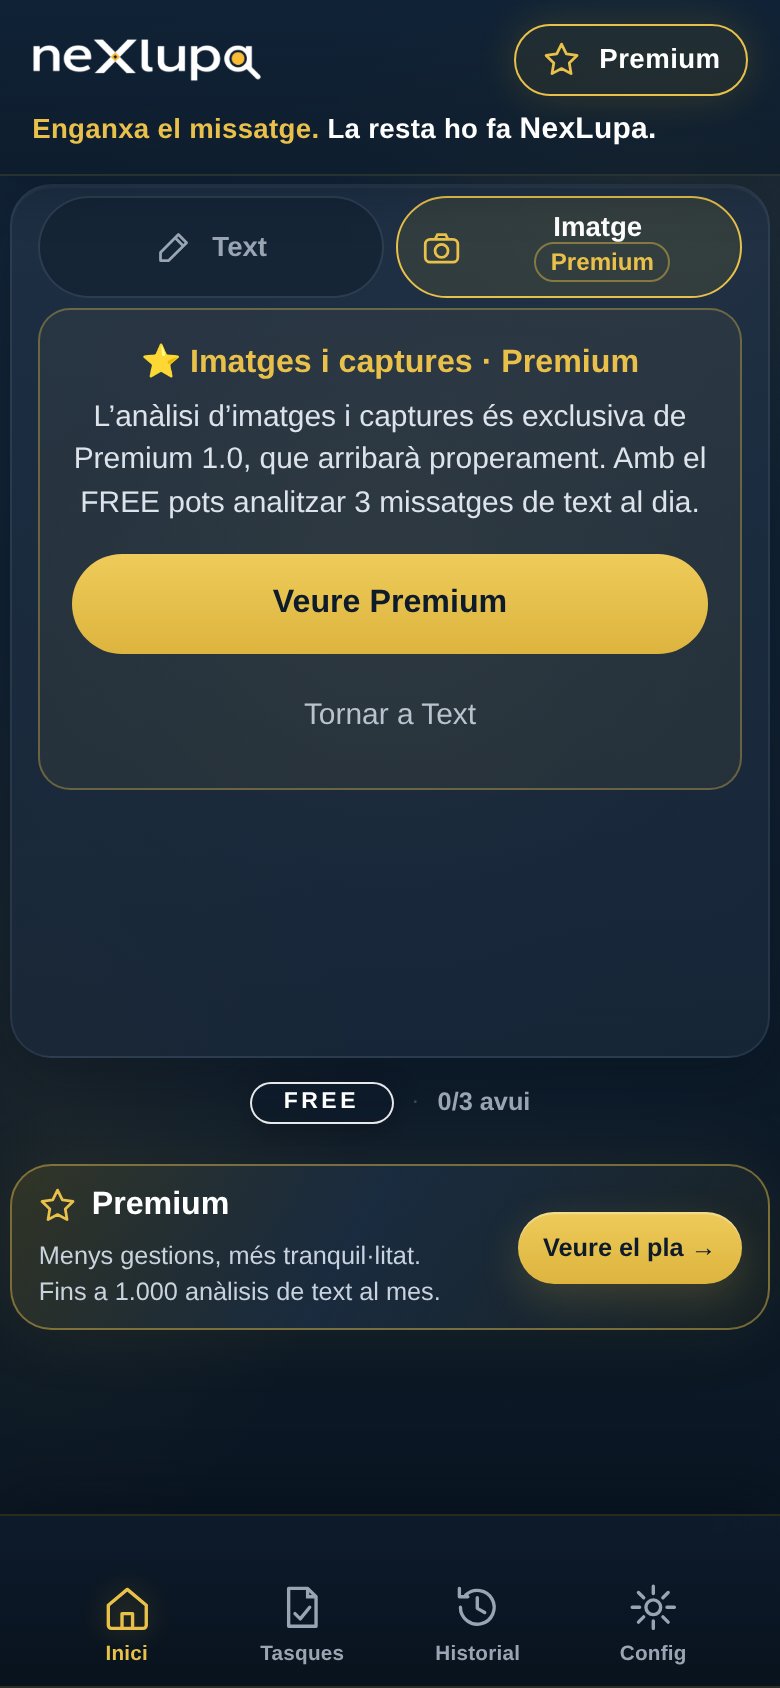 nexlupa
Premium
Enganxa el missatge. La resta ho fa NexLupa.
Text
Imatge
Premium
⭐ Imatges i captures · Premium
L’anàlisi d’imatges i captures és exclusiva de
Premium 1.0, que arribarà properament. Amb el
FREE pots analitzar 3 missatges de text al dia.
Veure Premium
Tornar a Text
FREE · 0/3 avui
Premium
Menys gestions, més tranquil·litat.
Fins a 1.000 anàlisis de text al mes.
Veure el pla →
Inici
Tasques
Historial
Config